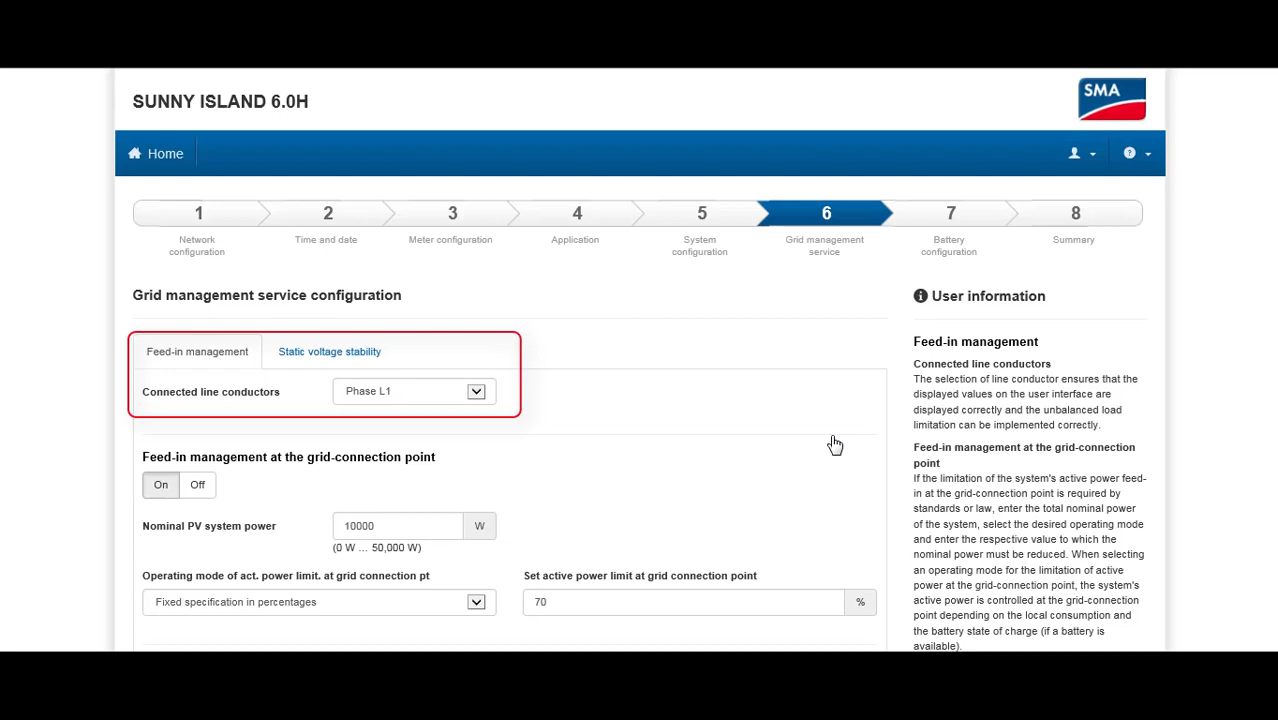 SUNNY ISLAND 6.0H
SMA
Home
1
2
3
4
5
6
7
8
Network
configuration
Time and date
Meter configuration
Application
System
configuration
Grid management
service
Battery
configuration
Summary
Grid management service configuration
Feed-in management
Static voltage stability
Connected line conductors
Phase L1
Feed-in management at the grid-connection point
On
Off
Nominal PV system power
10000
W
(0 W ... 50,000 W)
Operating mode of act. power limit. at grid connection pt
Set active power limit at grid connection point
Fixed specification in percentages
70
%
User information
Feed-in management
Connected line conductors
The selection of line conductor ensures that the
displayed values on the user interface are
displayed correctly and the unbalanced load
limitation can be implemented correctly.
Feed-in management at the grid-connection
point
If the limitation of the system's active power feed-
in at the grid-connection point is required by
standards or law, enter the total nominal power
of the system, select the desired operating mode
and enter the respective value to which the
nominal power must be reduced. When selecting
an operating mode for the limitation of active
power at the grid-connection point, the system's
active power is controlled at the grid-connection
point depending on the local consumption and
the battery state of charge (if a battery is
available).